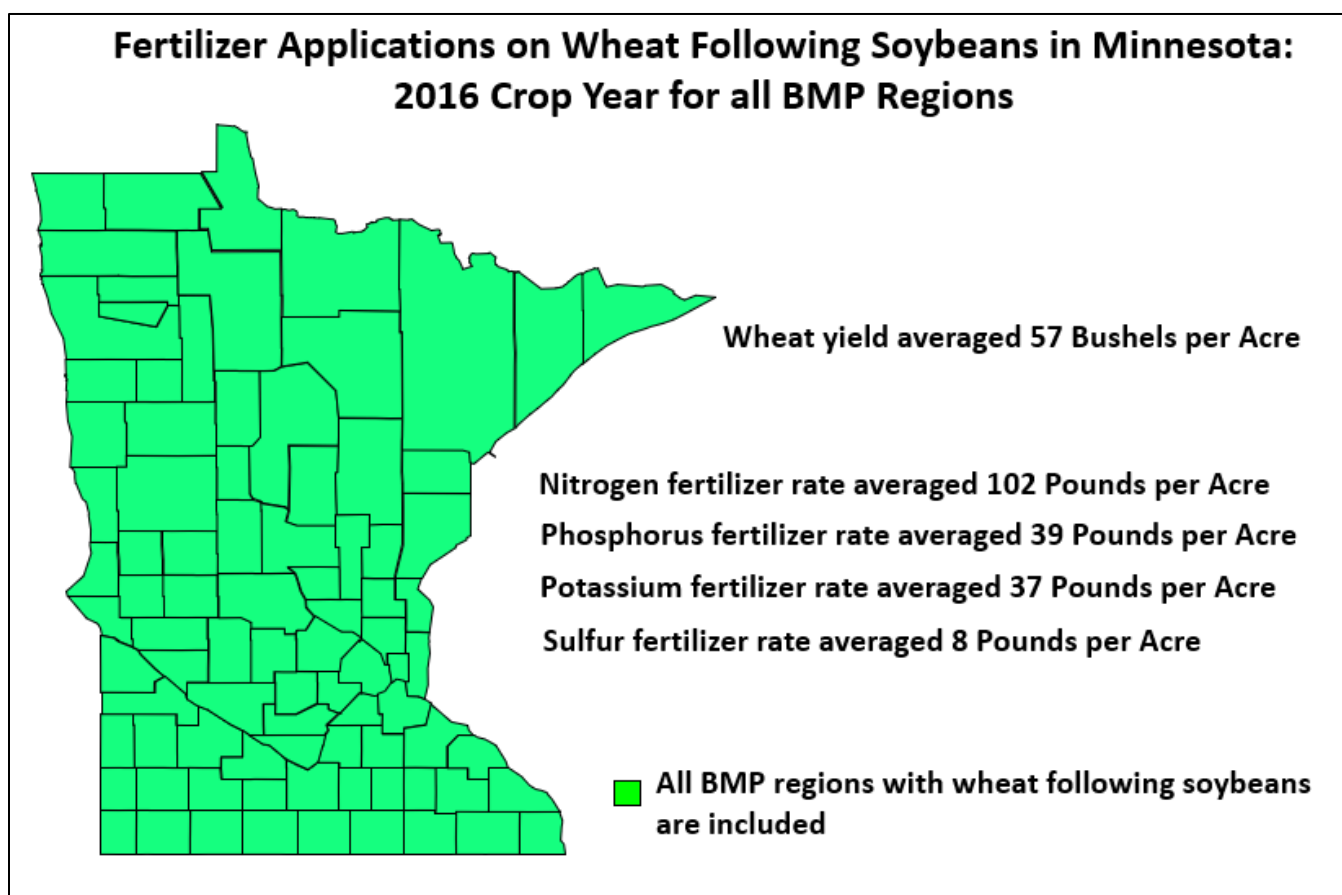 Fertilizer Applications on Wheat Following Soybeans in Minnesota:
2016 Crop Year for all BMP Regions
Wheat yield averaged 57 Bushels per Acre
Nitrogen fertilizer rate averaged 102 Pounds per Acre
Phosphorus fertilizer rate averaged 39 Pounds per Acre
Potassium fertilizer rate averaged 37 Pounds per Acre
Sulfur fertilizer rate averaged 8 Pounds per Acre
All BMP regions with wheat following soybeans
are included